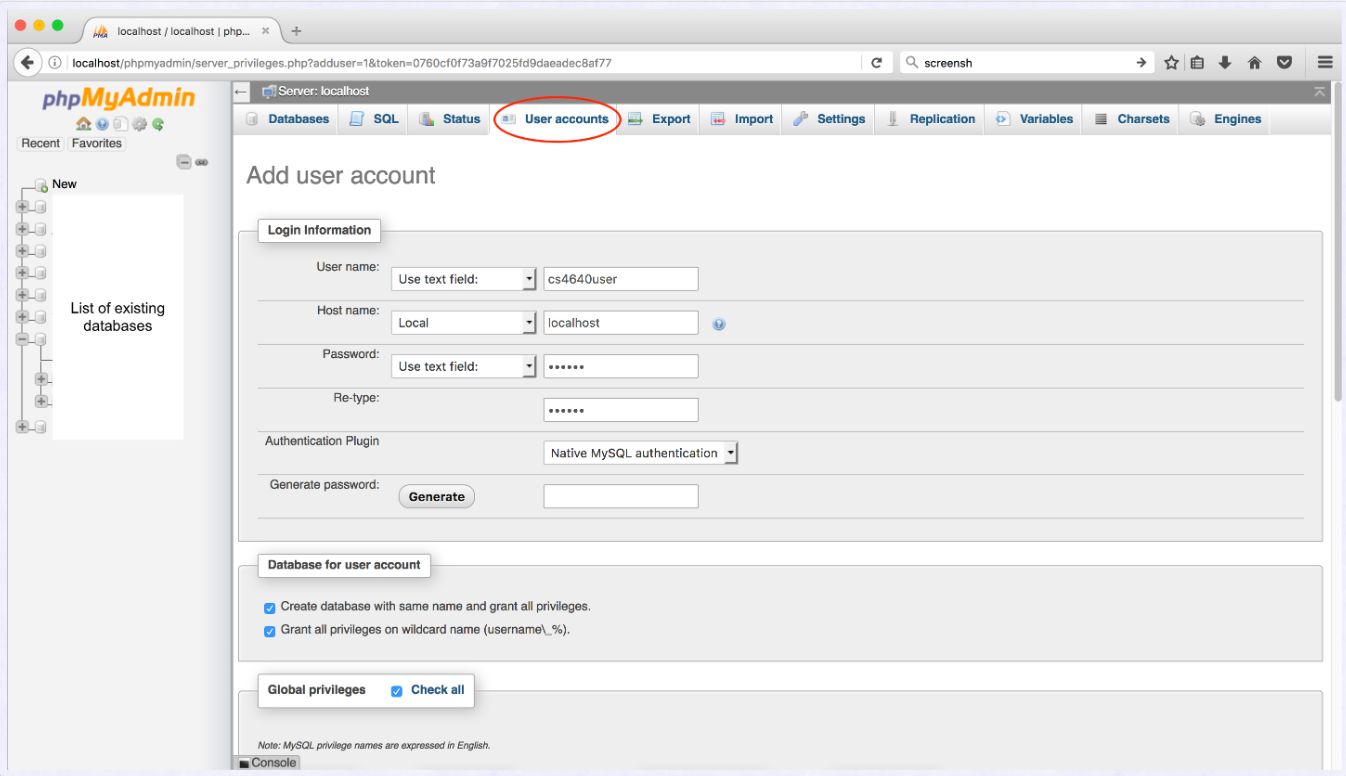 localhost / localhost | php...
localhost/phpmyadmin/server_privileges.php?adduser=1&token=0760cf0f73a9f7025fd9daeadec8af77
screensh
phpMyAdmin
Recent Favorites
New
List of existing
databases
Server: localhost
Databases SQL Status User accounts Export Import Settings Replication Variables Charsets Engines
Add user account
Login Information
User name: Use text field: cs4640user
Host name: Local localhost
Password: Use text field: ••••••
Re-type: ••••••
Authentication Plugin Native MySQL authentication
Generate password: Generate
Database for user account
Create database with same name and grant all privileges.
Grant all privileges on wildcard name (username\_%).
Global privileges Check all
Note: MySQL privilege names are expressed in English.
Console